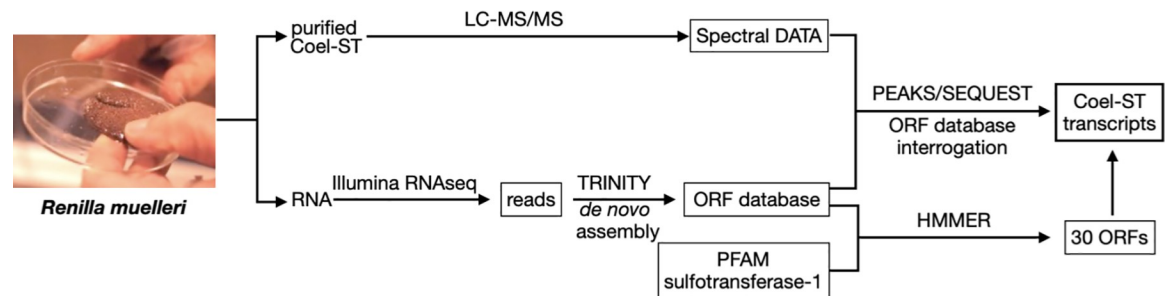 purified
Coel-ST
LC-MS/MS
Spectral DATA
PEAKS/SEQUEST
ORF database
interrogation
Coel-ST
transcripts
Renilla muelleri
RNA
Illumina RNAseq
reads
TRINITY
de novo
assembly
ORF database
HMMER
30 ORFs
PFAM
sulfotransferase-1